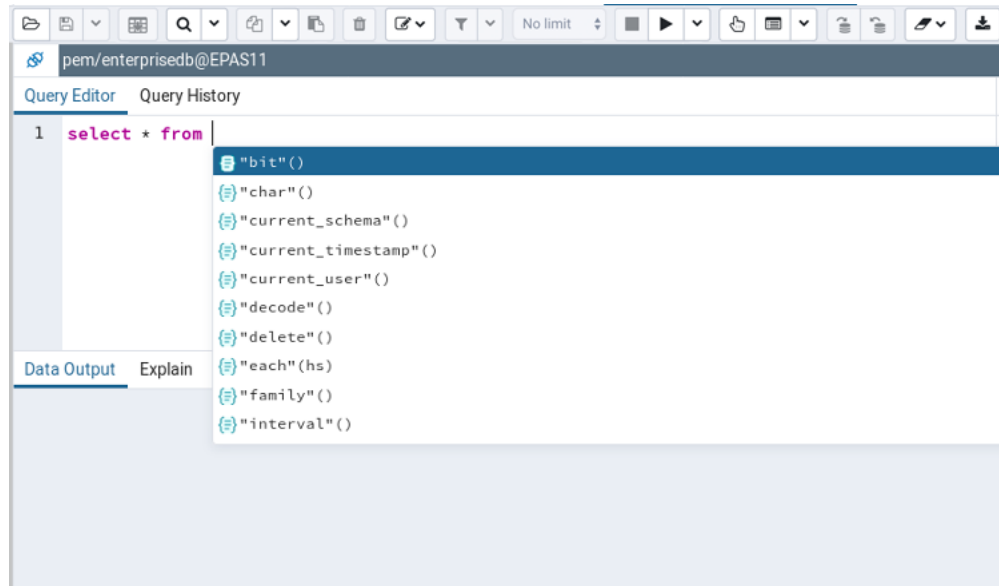 No limit
pem/enterprisedb@EPAS11
Query Editor Query History
1 select * from
"bit"()
"char"()
"current_schema"()
"current_timestamp"()
"current_user"()
"decode"()
"delete"()
"each"(hs)
"family"()
"interval"()
Data Output Explain